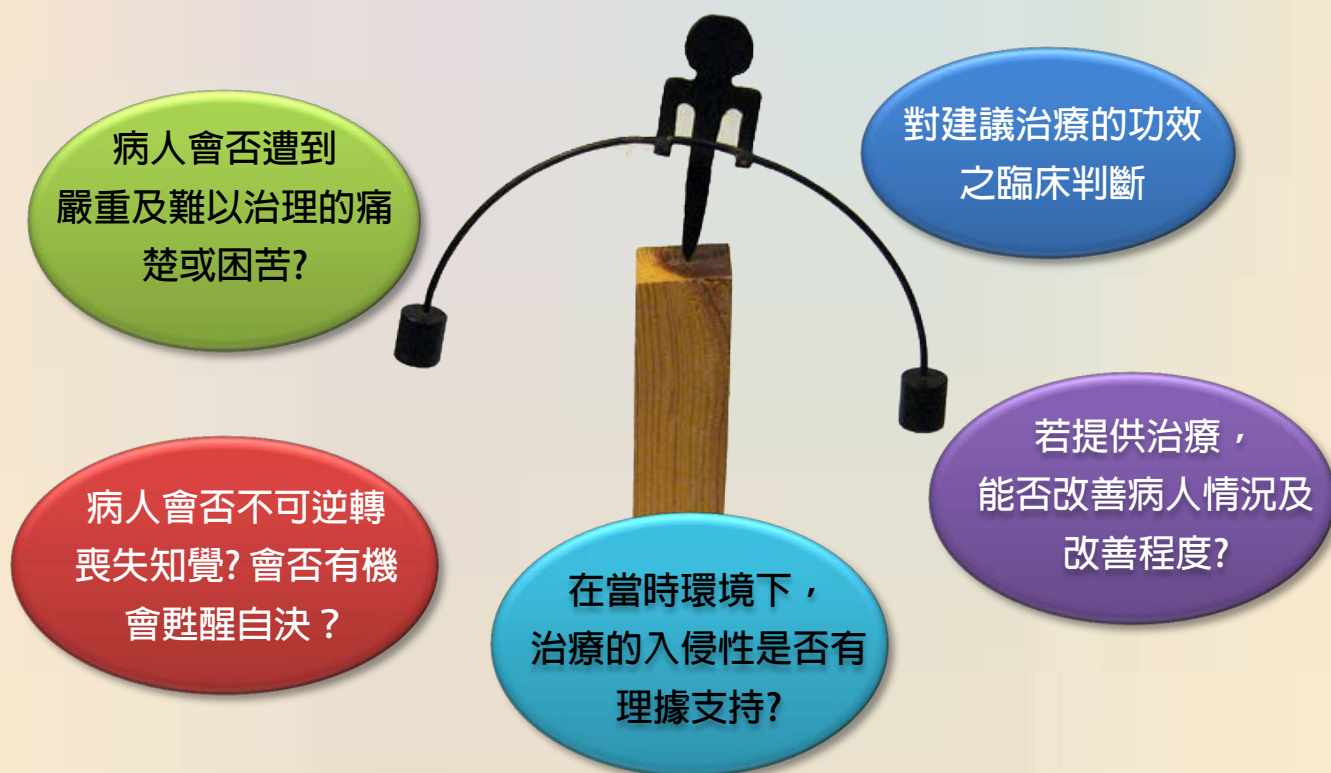 病人會否遭到
嚴重及難以治理的痛
楚或困苦?
對建議治療的功效
之臨床判斷
病人會否不可逆轉
喪失知覺? 會否有機
會甦醒自決？
在當時環境下，
治療的入侵性是否有
理據支持?
若提供治療，
能否改善病人情況及
改善程度?